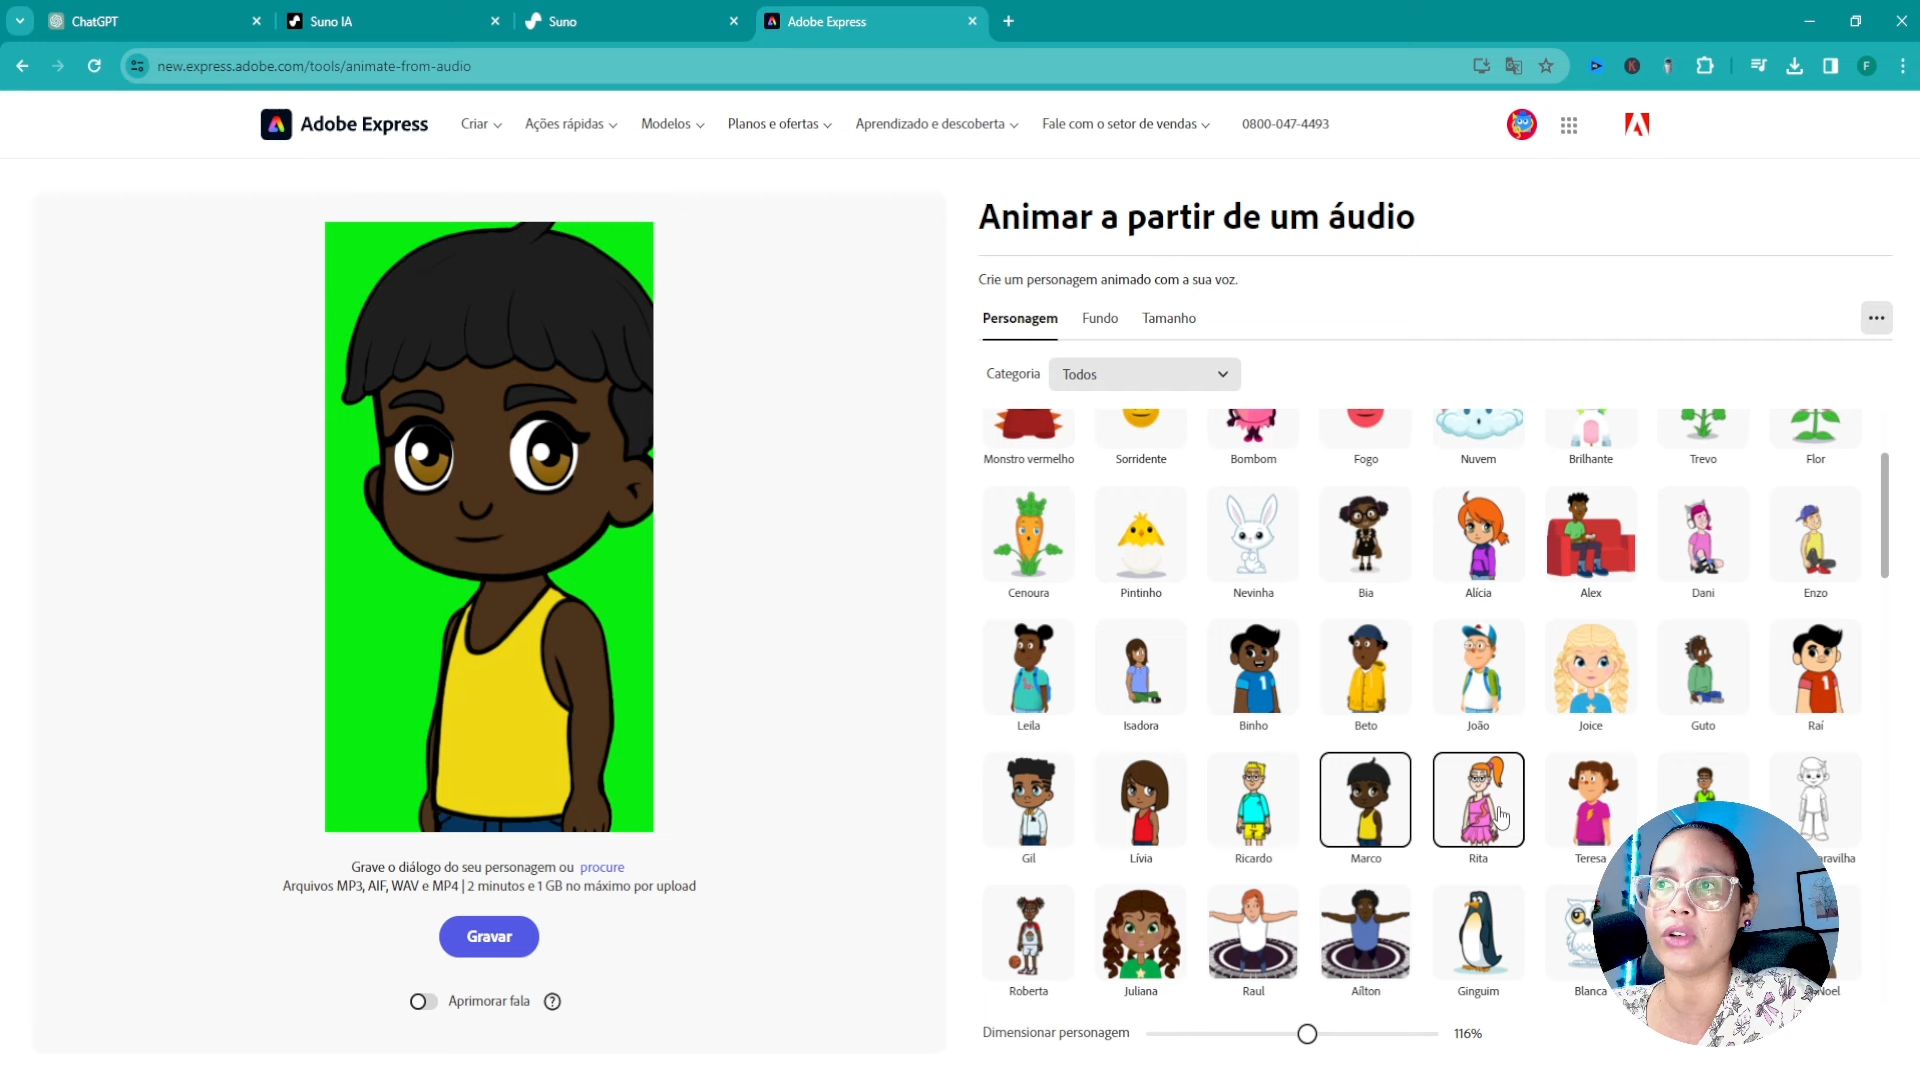 ChatGPT
Suno IA
Suno
Adobe Express
new.express.adobe.com/tools/animate-from-audio
K
F
Adobe Express
Criar
Ações rápidas
Modelos
Planos e ofertas
Aprendizado e descoberta
Fale com o setor de vendas
0800-047-4493
Animar a partir de um áudio
Crie um personagem animado com a sua voz.
Personagem
Fundo
Tamanho
Categoria
Todos
Monstro vermelho
Sorridente
Bombom
Fogo
Nuvem
Brilhante
Trevo
Flor
Cenoura
Pintinho
Nevinha
Bia
Alícia
Alex
Dani
Enzo
Leila
Isadora
Binho
Beto
João
Joice
Guto
Raí
Gil
Lívia
Ricardo
Marco
Rita
Teresa
aravilha
Roberta
Juliana
Raul
Aílton
Ginguim
Blanca
Noel
Grave o diálogo do seu personagem ou procure
Arquivos MP3, AIF, WAV e MP4 | 2 minutos e 1 GB no máximo por upload
Gravar
Aprimorar fala
?
Dimensionar personagem
116%